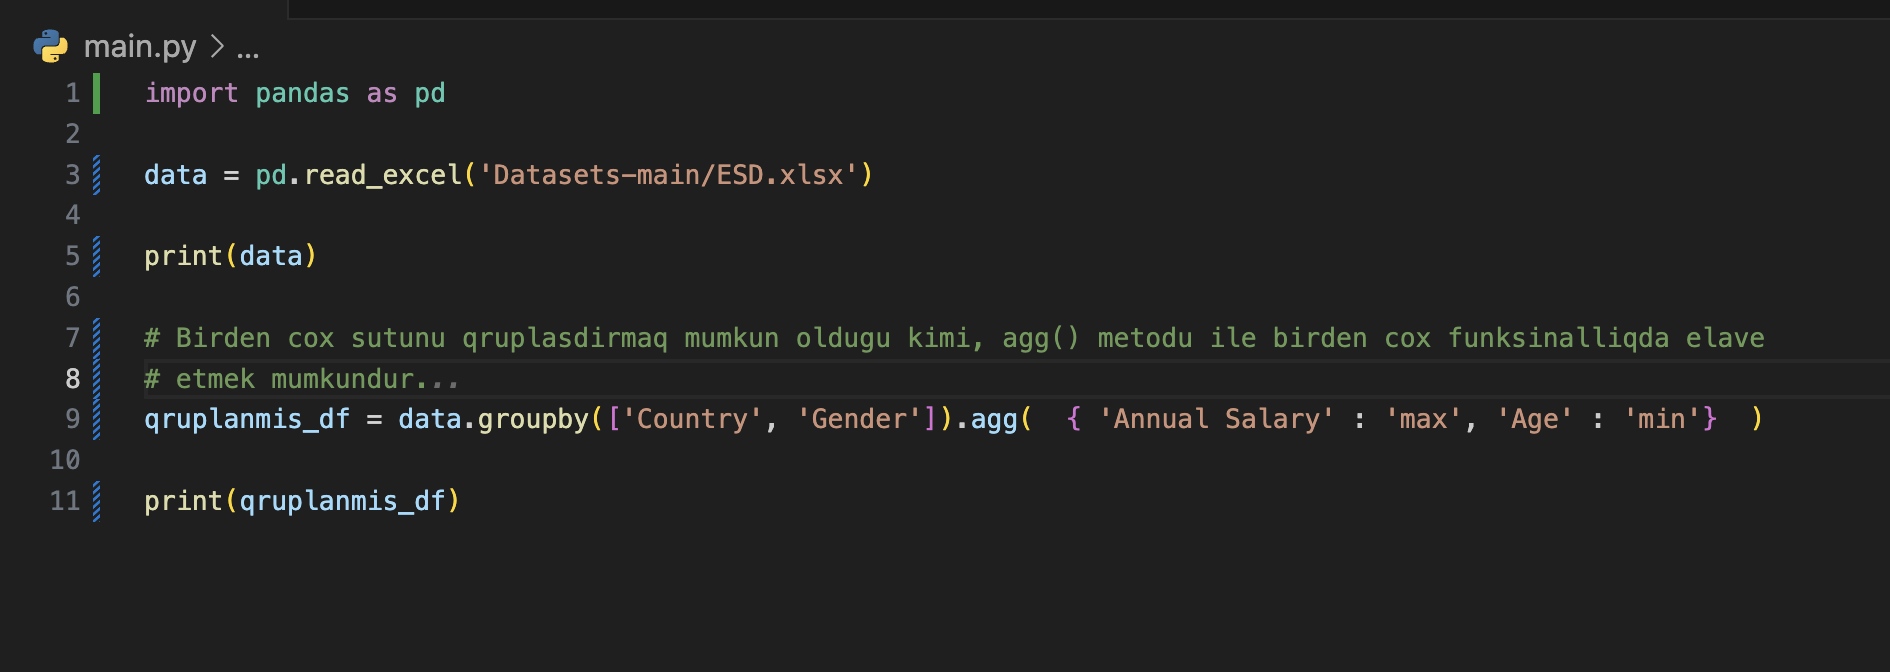 main.py > ...
1 import pandas as pd
2
3 data = pd.read_excel('Datasets-main/ESD.xlsx')
4
5 print(data)
6
7 # Birden cox sutunu qruplasdirmaq mumkun oldugu kimi, agg() metodu ile birden cox funksinalliqda elave
8 # etmek mumkundur...
9 qruplanmis_df = data.groupby(['Country', 'Gender']).agg(  { 'Annual Salary' : 'max', 'Age' : 'min'}  )
10
11 print(qruplanmis_df)